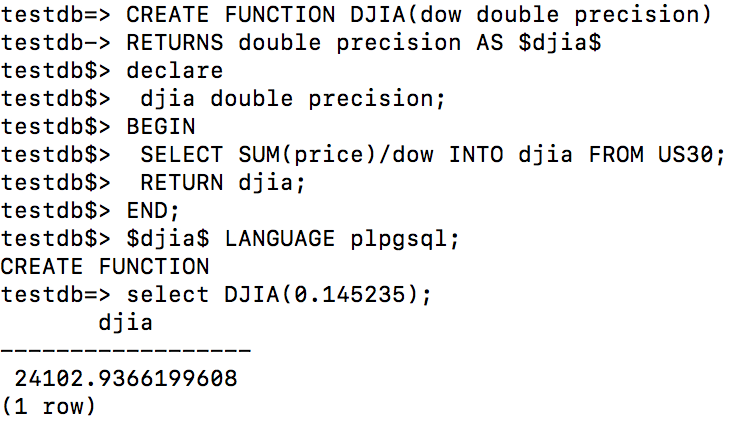 testdb=> CREATE FUNCTION DJIA(dow double precision)
testdb-> RETURNS double precision AS $djia$
testdb$> declare
testdb$>  djia double precision;
testdb$> BEGIN
testdb$>  SELECT SUM(price)/dow INTO djia FROM US30;
testdb$>  RETURN djia;
testdb$> END;
testdb$> $djia$ LANGUAGE plpgsql;
CREATE FUNCTION
testdb=> select DJIA(0.145235);
       djia
------------------
 24102.9366199608
(1 row)